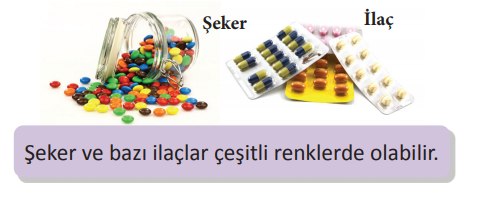 Şeker
İlaç
Şeker ve bazı ilaçlar çeşitli renklerde olabilir.